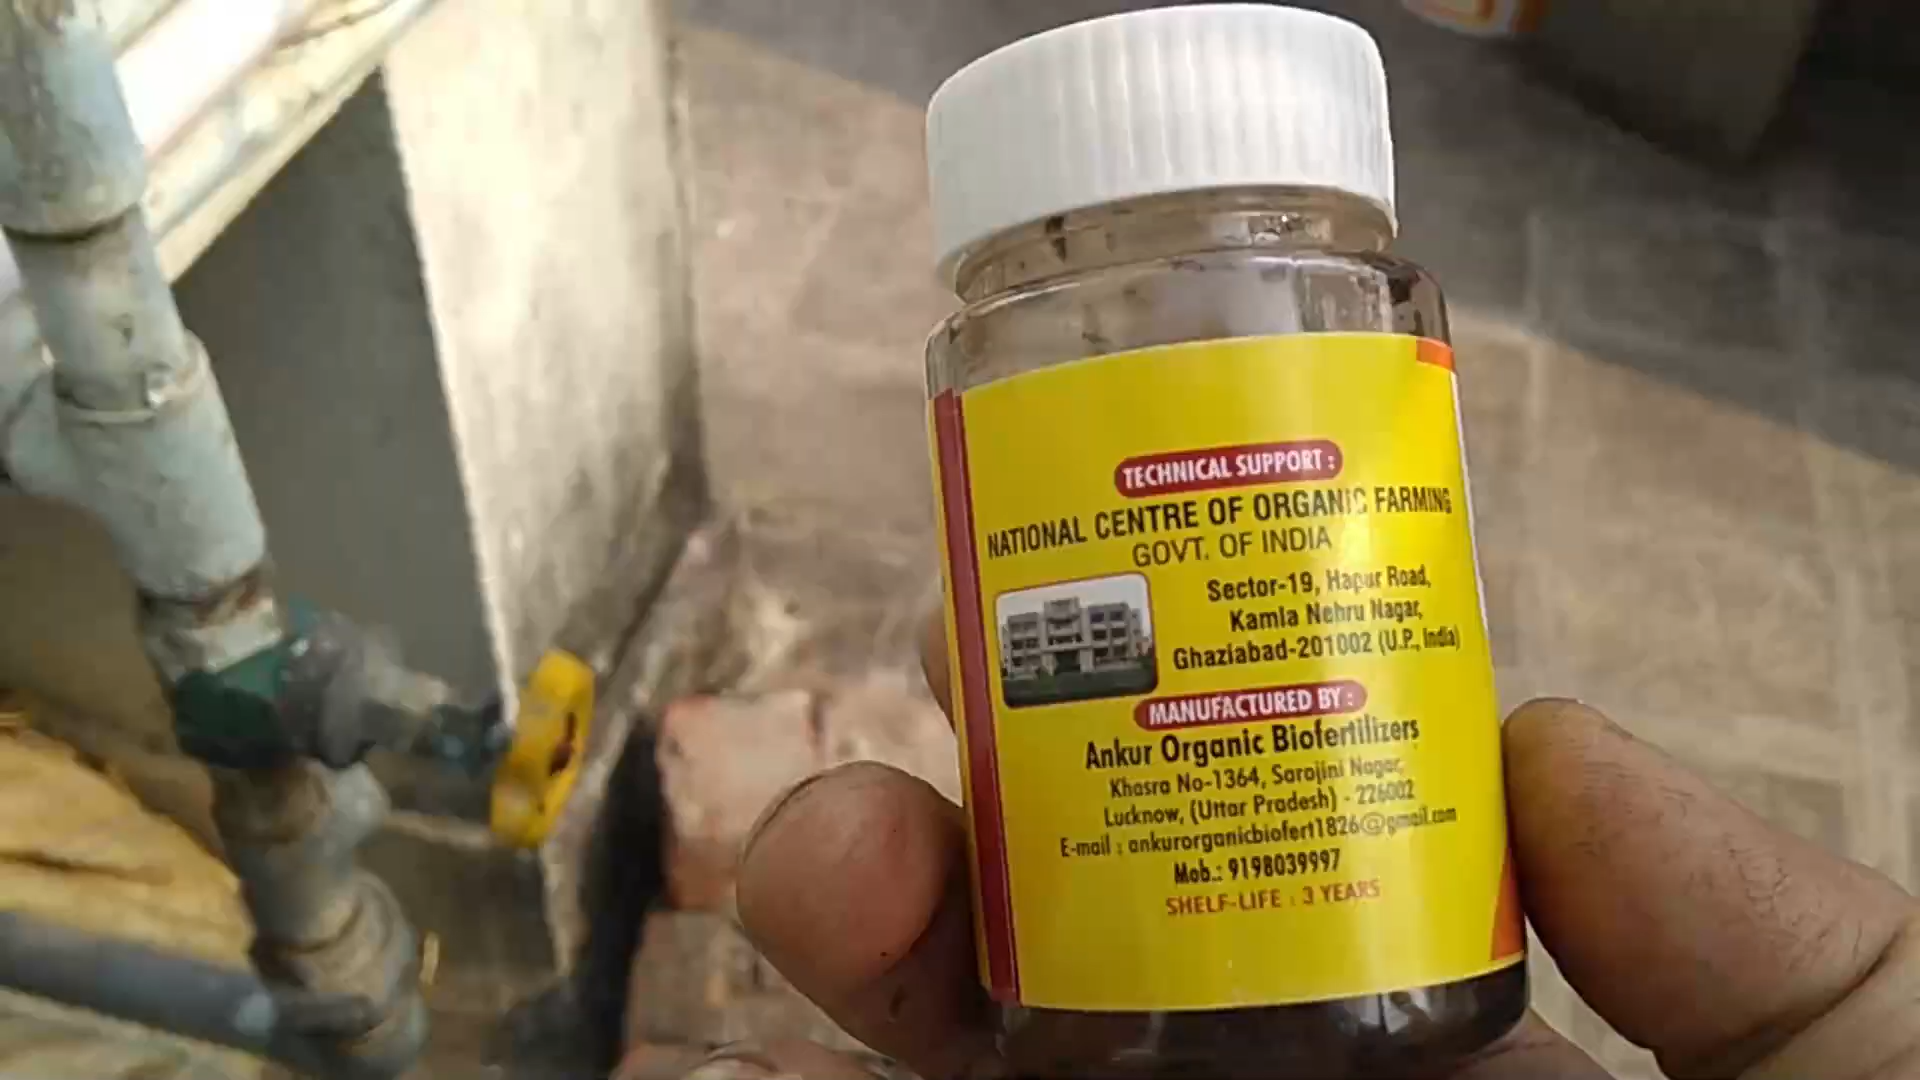 TECHNICAL SUPPORT :
NATIONAL CENTRE OF ORGANIC FARMING
GOVT. OF INDIA
Sector-19, Hapur Road,
Kamla Nehru Nagar,
Ghaziabad-201002 (U.P., India)
MANUFACTURED BY :
Ankur Organic Biofertilizers
Khasra No-1364, Sarojini Nagar,
Lucknow, (Uttar Pradesh) - 226002
E-mail : ankurorganicbiofert1826@gmail.com
Mob.: 9198039997
SHELF-LIFE : 3 YEARS